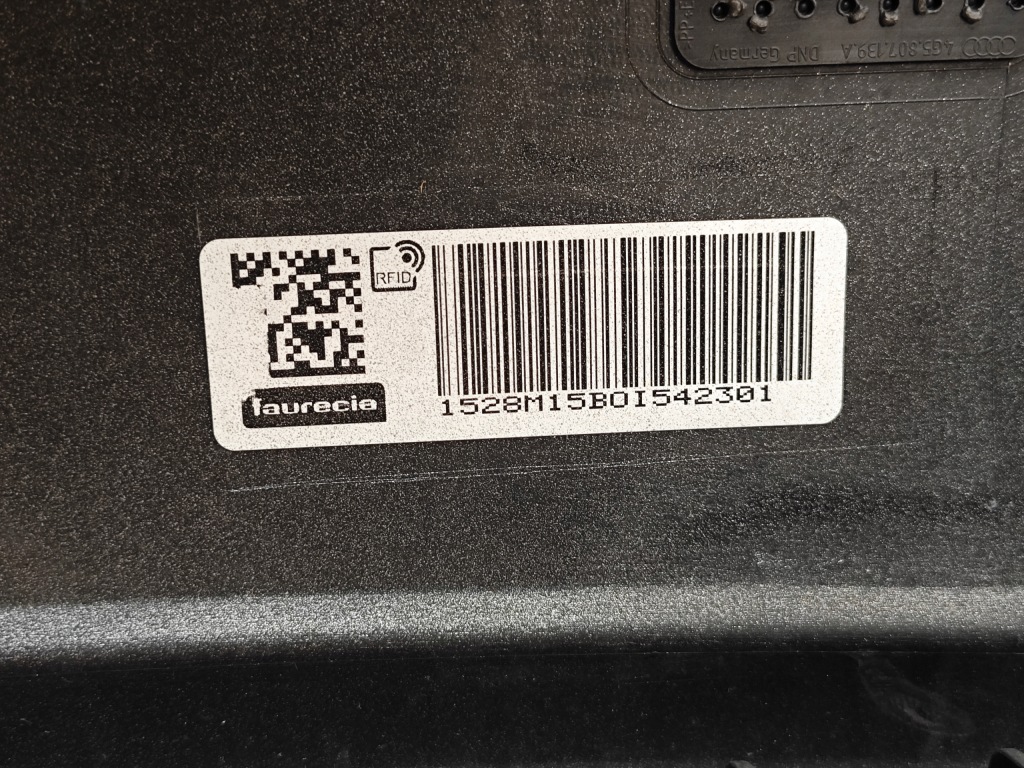 4G5.807.139.A DNP Germany
RFID
faurecia
1528M15BOI542301